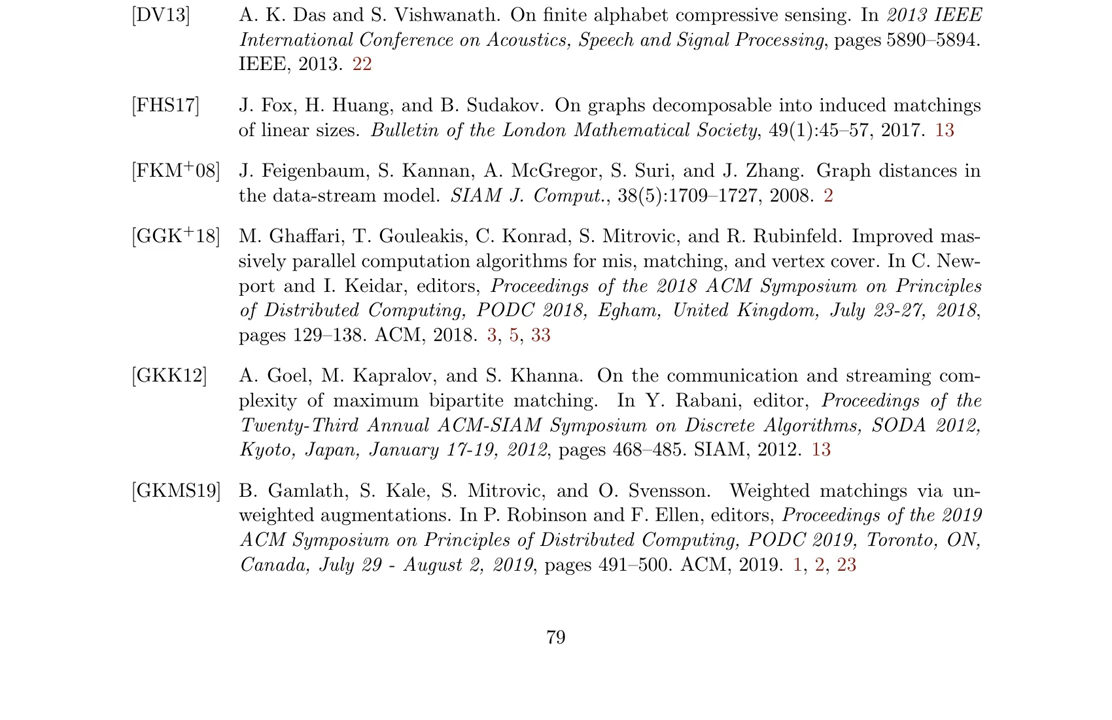 [DV13] A. K. Das and S. Vishwanath. On finite alphabet compressive sensing. In 2013 IEEE
International Conference on Acoustics, Speech and Signal Processing, pages 5890–5894.
IEEE, 2013. 22
[FHS17] J. Fox, H. Huang, and B. Sudakov. On graphs decomposable into induced matchings
of linear sizes. Bulletin of the London Mathematical Society, 49(1):45–57, 2017. 13
[FKM+08] J. Feigenbaum, S. Kannan, A. McGregor, S. Suri, and J. Zhang. Graph distances in
the data-stream model. SIAM J. Comput., 38(5):1709–1727, 2008. 2
[GGK+18] M. Ghaffari, T. Gouleakis, C. Konrad, S. Mitrovic, and R. Rubinfeld. Improved mas-
sively parallel computation algorithms for mis, matching, and vertex cover. In C. New-
port and I. Keidar, editors, Proceedings of the 2018 ACM Symposium on Principles
of Distributed Computing, PODC 2018, Egham, United Kingdom, July 23-27, 2018,
pages 129–138. ACM, 2018. 3, 5, 33
[GKK12] A. Goel, M. Kapralov, and S. Khanna. On the communication and streaming com-
plexity of maximum bipartite matching. In Y. Rabani, editor, Proceedings of the
Twenty-Third Annual ACM-SIAM Symposium on Discrete Algorithms, SODA 2012,
Kyoto, Japan, January 17-19, 2012, pages 468–485. SIAM, 2012. 13
[GKMS19] B. Gamlath, S. Kale, S. Mitrovic, and O. Svensson. Weighted matchings via un-
weighted augmentations. In P. Robinson and F. Ellen, editors, Proceedings of the 2019
ACM Symposium on Principles of Distributed Computing, PODC 2019, Toronto, ON,
Canada, July 29 - August 2, 2019, pages 491–500. ACM, 2019. 1, 2, 23
79